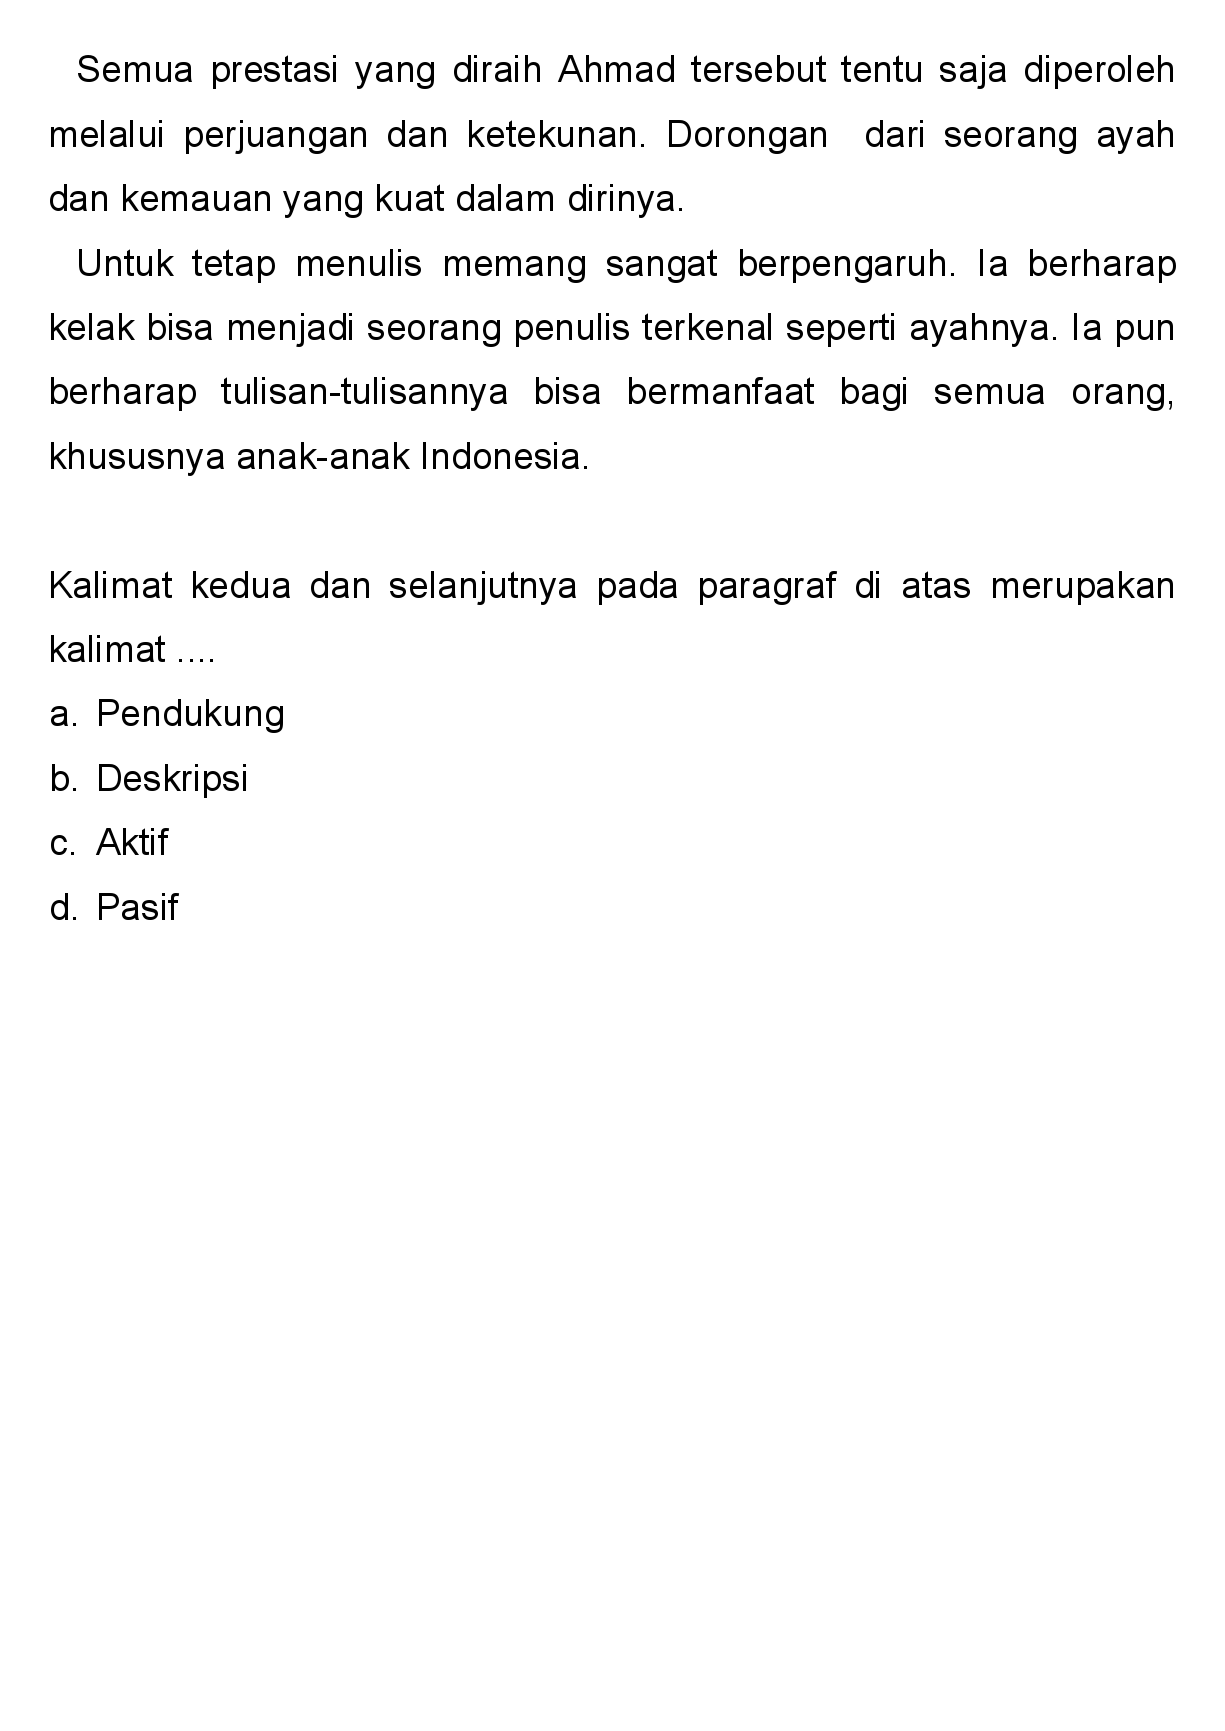 Semua prestasi yang diraih Ahmad tersebut tentu saja diperoleh
melalui perjuangan dan ketekunan. Dorongan dari seorang ayah
dan kemauan yang kuat dalam dirinya.
Untuk tetap menulis memang sangat berpengaruh. Ia berharap
kelak bisa menjadi seorang penulis terkenal seperti ayahnya. Ia pun
berharap tulisan-tulisannya bisa bermanfaat bagi semua orang,
khususnya anak-anak Indonesia.
Kalimat kedua dan selanjutnya pada paragraf di atas merupakan
kalimat ....
a. Pendukung
b. Deskripsi
c. Aktif
d. Pasif